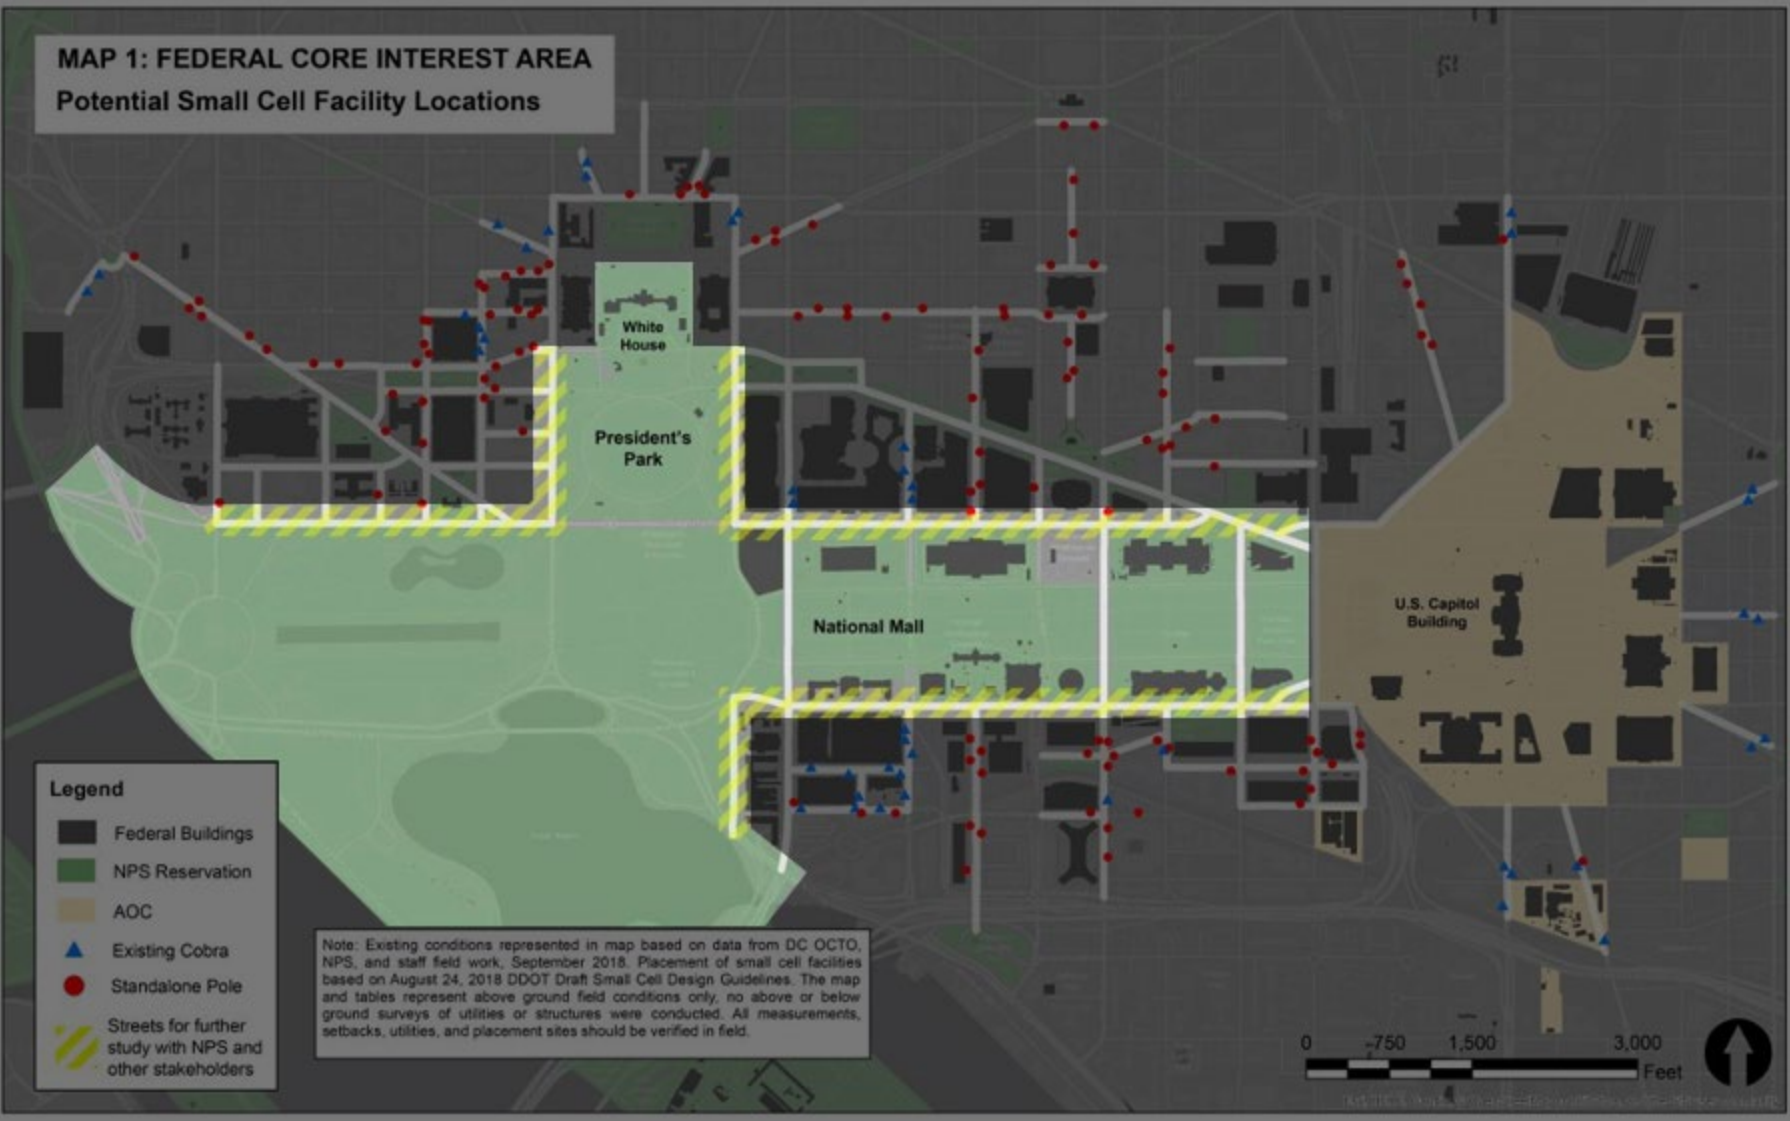 MAP 1: FEDERAL CORE INTEREST AREA
Potential Small Cell Facility Locations
White
House
President's
Park
National Mall
U.S. Capitol
Building
Legend
Federal Buildings
NPS Reservation
AOC
Existing Cobra
Standalone Pole
Streets for further
study with NPS and
other stakeholders
Note: Existing conditions represented in map based on data from DC OCTO,
NPS, and staff field work, September 2018. Placement of small cell facilities
based on August 24, 2018 DDOT Draft Small Cell Design Guidelines. The map
and tables represent above ground field conditions only, no above or below
ground surveys of utilities or structures were conducted. All measurements,
setbacks, utilities, and placement sites should be verified in field.
0 750 1,500 3,000
Feet